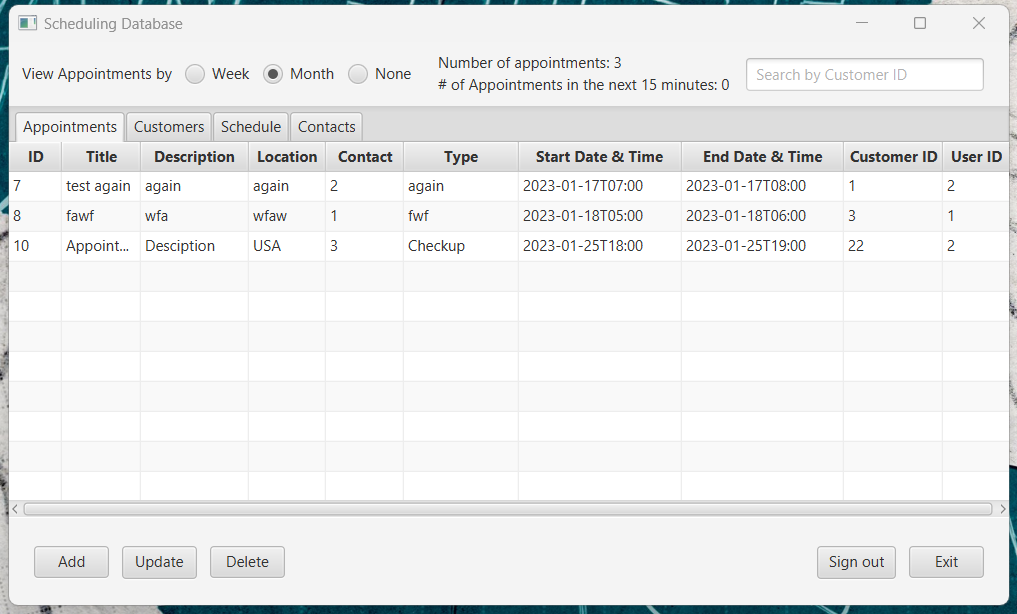 Scheduling Database
View Appointments by Week Month None
Number of appointments: 3
# of Appointments in the next 15 minutes: 0
Search by Customer ID
Appointments Customers Schedule Contacts
ID Title Description Location Contact Type Start Date & Time End Date & Time Customer ID User ID
7 test again again again 2 again 2023-01-17T07:00 2023-01-17T08:00 1 2
8 fawf wfa wfaw 1 fwf 2023-01-18T05:00 2023-01-18T06:00 3 1
10 Appoint... Desciption USA 3 Checkup 2023-01-25T18:00 2023-01-25T19:00 22 2
Add Update Delete Sign out Exit